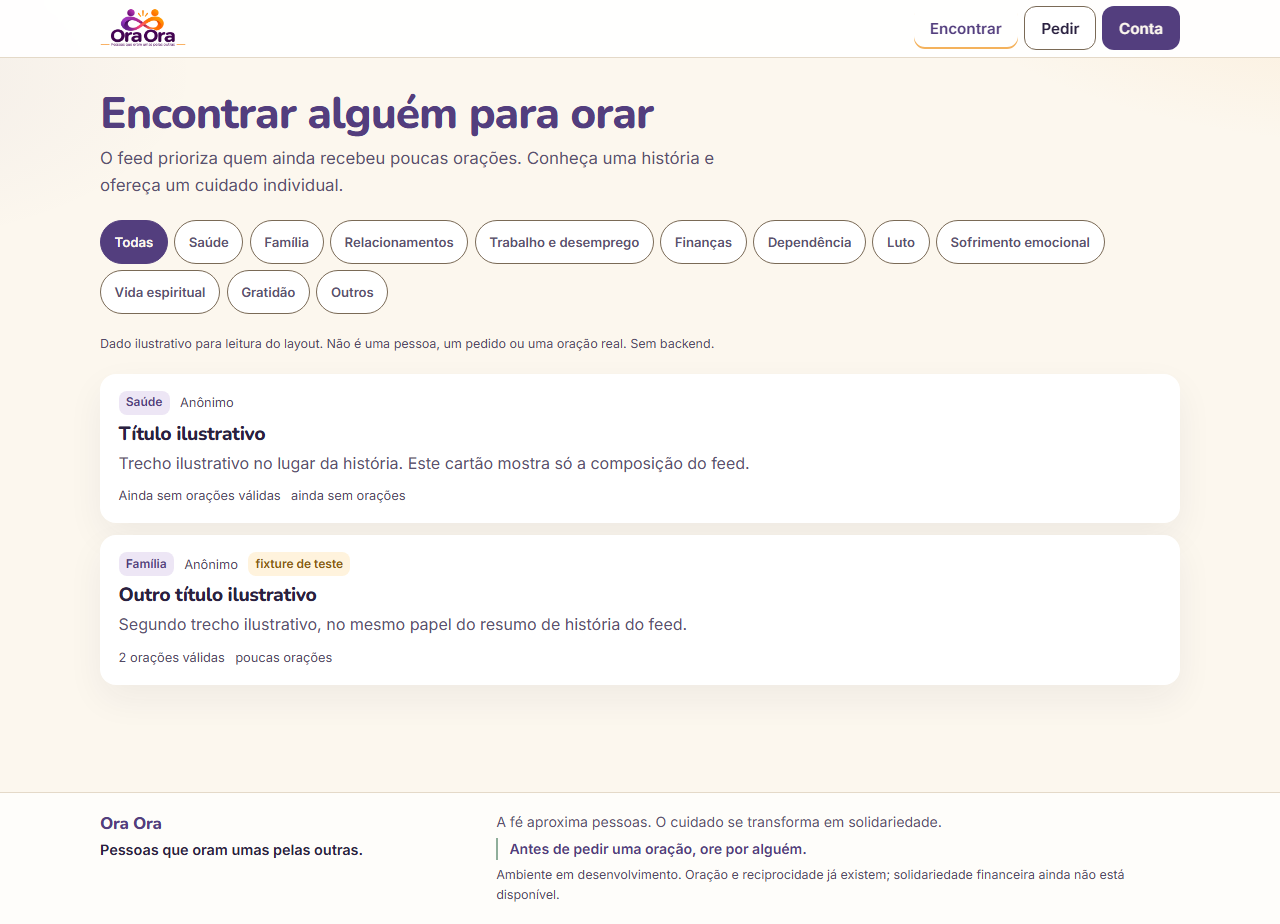 Ora Ora
Pessoas que oram umas pelas outras
Encontrar
Pedir
Conta
Encontrar alguém para orar
O feed prioriza quem ainda recebeu poucas orações. Conheça uma história e
ofereça um cuidado individual.
Todas
Saúde
Família
Relacionamentos
Trabalho e desemprego
Finanças
Dependência
Luto
Sofrimento emocional
Vida espiritual
Gratidão
Outros
Dado ilustrativo para leitura do layout. Não é uma pessoa, um pedido ou uma oração real. Sem backend.
Saúde Anônimo
Título ilustrativo
Trecho ilustrativo no lugar da história. Este cartão mostra só a composição do feed.
Ainda sem orações válidas ainda sem orações
Família Anônimo fixture de teste
Outro título ilustrativo
Segundo trecho ilustrativo, no mesmo papel do resumo de história do feed.
2 orações válidas poucas orações
Ora Ora
Pessoas que oram umas pelas outras.
A fé aproxima pessoas. O cuidado se transforma em solidariedade.
Antes de pedir uma oração, ore por alguém.
Ambiente em desenvolvimento. Oração e reciprocidade já existem; solidariedade financeira ainda não está
disponível.